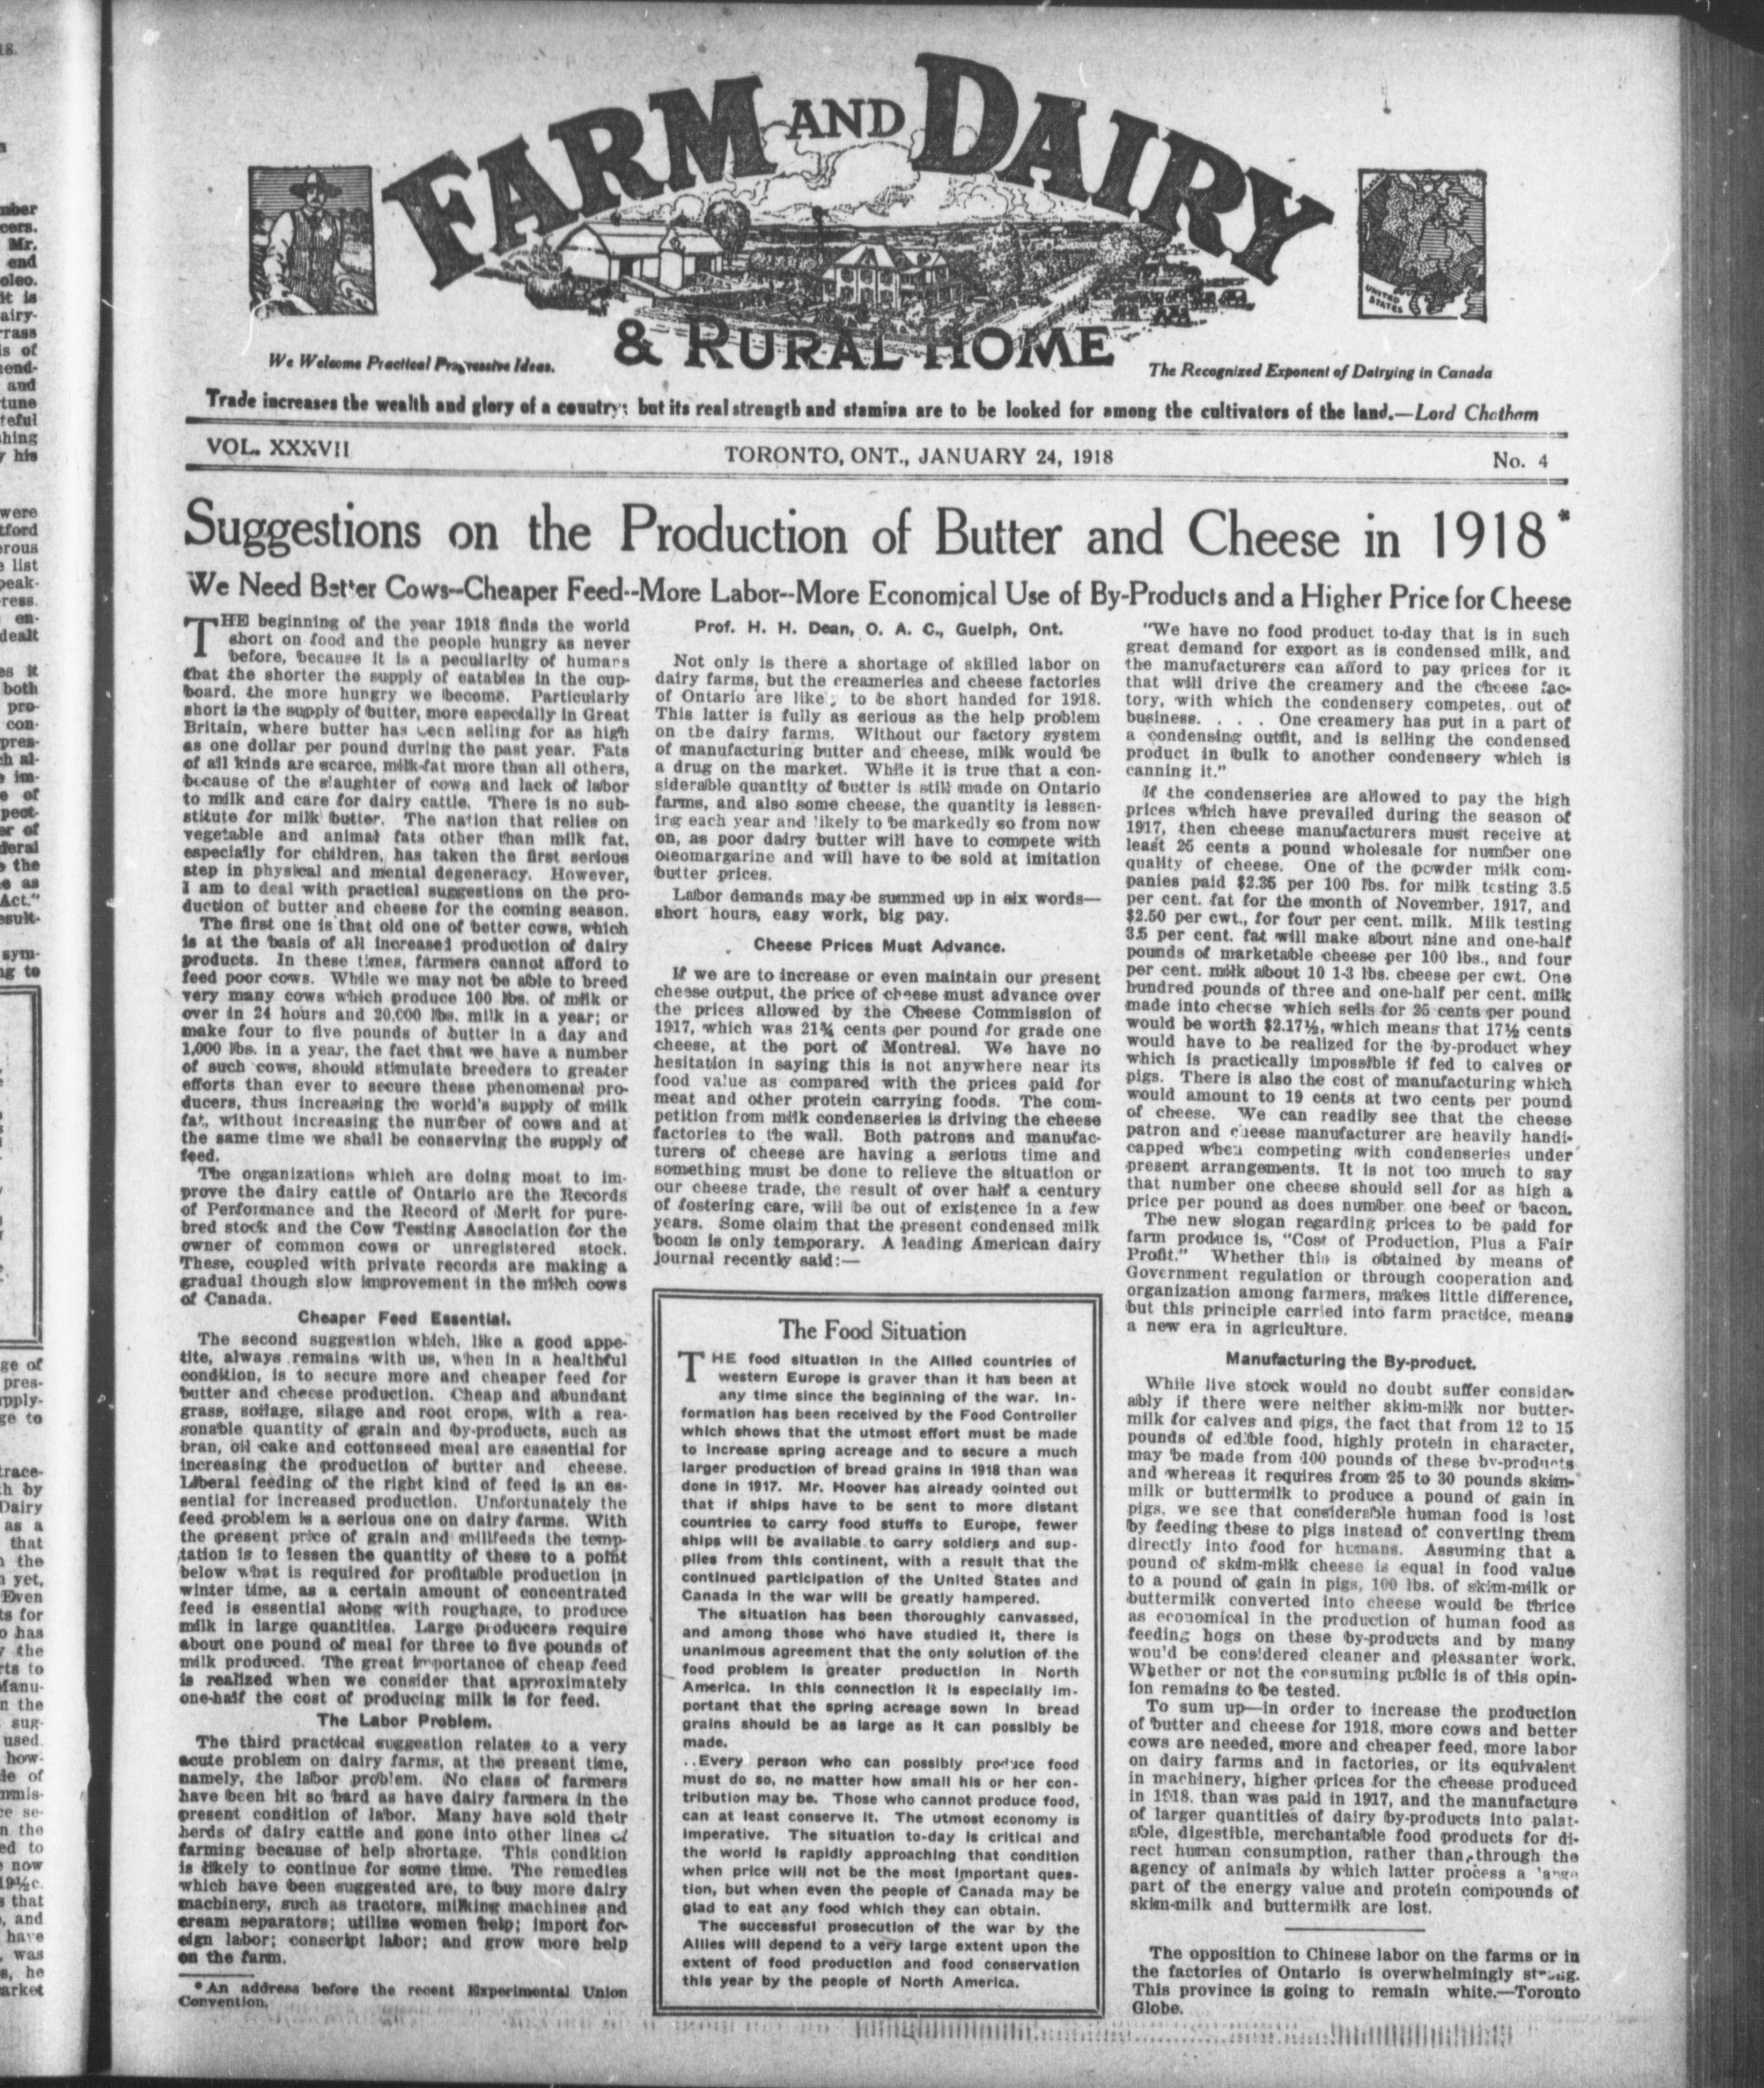 FARM AND DAIRY
& RURAL HOME
UNITED
STATES
We Welcome Practical Progressive Ideas.
The Recognized Exponent of Dairying in Canada
Trade increases the wealth and glory of a country; but its real strength and stamina are to be looked for among the cultivators of the land.—Lord Chatham
VOL. XXXVII
TORONTO, ONT., JANUARY 24, 1918
No. 4
Suggestions on the Production of Butter and Cheese in 1918*
We Need Better Cows--Cheaper Feed--More Labor--More Economical Use of By-Products and a Higher Price for Cheese
THE beginning of the year 1918 finds the world
short on food and the people hungry as never
before, because it is a peculiarity of humans
that the shorter the supply of eatables in the cup-
board, the more hungry we become. Particularly
short is the supply of butter, more especially in Great
Britain, where butter has been selling for as high
as one dollar per pound during the past year. Fats
of all kinds are scarce, milk-fat more than all others,
because of the slaughter of cows and lack of labor
to milk and care for dairy cattle. There is no sub-
stitute for milk butter. The nation that relies on
vegetable and animal fats other than milk fat,
especially for children, has taken the first serious
step in physical and mental degeneracy. However,
I am to deal with practical suggestions on the pro-
duction of butter and cheese for the coming season.
The first one is that old one of better cows, which
is at the basis of all increased production of dairy
products. In these times, farmers cannot afford to
feed poor cows. While we may not be able to breed
very many cows which produce 100 lbs. of milk or
over in 24 hours and 20,000 lbs. milk in a year; or
make four to five pounds of butter in a day and
1,000 lbs. in a year, the fact that we have a number
of such cows, should stimulate breeders to greater
efforts than ever to secure these phenomenal pro-
ducers, thus increasing the world's supply of milk
fat, without increasing the number of cows and at
the same time we shall be conserving the supply of
feed.
The organizations which are doing most to im-
prove the dairy cattle of Ontario are the Records
of Performance and the Record of Merit for pure-
bred stock and the Cow Testing Association for the
owner of common cows or unregistered stock.
These, coupled with private records are making a
gradual though slow improvement in the milch cows
of Canada.
Cheaper Feed Essential.
The second suggestion which, like a good appe-
tite, always remains with us, when in a healthful
condition, is to secure more and cheaper feed for
butter and cheese production. Cheap and abundant
grass, soilage, silage and root crops, with a rea-
sonable quantity of grain and by-products, such as
bran, oil cake and cottonseed meal are essential for
increasing the production of butter and cheese.
Liberal feeding of the right kind of feed is an es-
sential for increased production. Unfortunately the
feed problem is a serious one on dairy farms. With
the present price of grain and millfeeds the temp-
tation is to lessen the quantity of these to a point
below what is required for profitable production in
winter time, as a certain amount of concentrated
feed is essential along with roughage, to produce
milk in large quantities. Large producers require
about one pound of meal for three to five pounds of
milk produced. The great importance of cheap feed
is realized when we consider that approximately
one-half the cost of producing milk is for feed.
The Labor Problem.
The third practical suggestion relates to a very
acute problem on dairy farms, at the present time,
namely, the labor problem. No class of farmers
have been hit so hard as have dairy farmers in the
present condition of labor. Many have sold their
herds of dairy cattle and gone into other lines of
farming because of help shortage. This condition
is likely to continue for some time. The remedies
which have been suggested are, to buy more dairy
machinery, such as tractors, milking machines and
cream separators; utilize women help; import for-
eign labor; conscript labor; and grow more help
on the farm.
*An address before the recent Experimental Union
Convention.
Prof. H. H. Dean, O. A. C., Guelph, Ont.
Not only is there a shortage of skilled labor on
dairy farms, but the creameries and cheese factories
of Ontario are likely to be short handed for 1918.
This latter is fully as serious as the help problem
on the dairy farms. Without our factory system
of manufacturing butter and cheese, milk would be
a drug on the market. While it is true that a con-
siderable quantity of butter is still made on Ontario
farms, and also some cheese, the quantity is lessen-
ing each year and likely to be markedly so from now
on, as poor dairy butter will have to compete with
oleomargarine and will have to be sold at imitation
butter prices.
Labor demands may be summed up in six words—
short hours, easy work, big pay.
Cheese Prices Must Advance.
If we are to increase or even maintain our present
cheese output, the price of cheese must advance over
the prices allowed by the Cheese Commission of
1917, which was 21¾ cents per pound for grade one
cheese, at the port of Montreal. We have no
hesitation in saying this is not anywhere near its
food value as compared with the prices paid for
meat and other protein carrying foods. The com-
petition from milk condenseries is driving the cheese
factories to the wall. Both patrons and manufac-
turers of cheese are having a serious time and
something must be done to relieve the situation or
our cheese trade, the result of over half a century
of fostering care, will be out of existence in a few
years. Some claim that the present condensed milk
boom is only temporary. A leading American dairy
journal recently said:—
The Food Situation
THE food situation in the Allied countries of
western Europe is graver than it has been at
any time since the beginning of the war. In-
formation has been received by the Food Controller
which shows that the utmost effort must be made
to increase spring acreage and to secure a much
larger production of bread grains in 1918 than was
done in 1917. Mr. Hoover has already pointed out
that if ships have to be sent to more distant
countries to carry food stuffs to Europe, fewer
ships will be available to carry soldiers and sup-
plies from this continent, with a result that the
continued participation of the United States and
Canada in the war will be greatly hampered.
The situation has been thoroughly canvassed,
and among those who have studied it, there is
unanimous agreement that the only solution of the
food problem is greater production in North
America. In this connection it is especially im-
portant that the spring acreage sown in bread
grains should be as large as it can possibly be
made.
..Every person who can possibly produce food
must do so, no matter how small his or her con-
tribution may be. Those who cannot produce food,
can at least conserve it. The utmost economy is
imperative. The situation to-day is critical and
the world is rapidly approaching that condition
when price will not be the most important ques-
tion, but when even the people of Canada may be
glad to eat any food which they can obtain.
The successful prosecution of the war by the
Allies will depend to a very large extent upon the
extent of food production and food conservation
this year by the people of North America.
"We have no food product to-day that is in such
great demand for export as is condensed milk, and
the manufacturers can afford to pay prices for it
that will drive the creamery and the cheese fac-
tory, with which the condensery competes, out of
business. . . . . One creamery has put in a part of
a condensing outfit, and is selling the condensed
product in bulk to another condensery which is
canning it."
If the condenseries are allowed to pay the high
prices which have prevailed during the season of
1917, then cheese manufacturers must receive at
least 25 cents a pound wholesale for number one
quality of cheese. One of the powder milk com-
panies paid $2.35 per 100 lbs. for milk testing 3.5
per cent. fat for the month of November, 1917, and
$2.50 per cwt., for four per cent. milk. Milk testing
3.5 per cent. fat will make about nine and one-half
pounds of marketable cheese per 100 lbs., and four
per cent. milk about 10 1-3 lbs. cheese per cwt. One
hundred pounds of three and one-half per cent. milk
made into cheese which sells for 25 cents per pound
would be worth $2.17½, which means that 17½ cents
would have to be realized for the by-product whey
which is practically impossible if fed to calves or
pigs. There is also the cost of manufacturing which
would amount to 19 cents at two cents per pound
of cheese. We can readily see that the cheese
patron and cheese manufacturer are heavily handi-
capped when competing with condenseries under
present arrangements. It is not too much to say
that number one cheese should sell for as high a
price per pound as does number one beef or bacon.
The new slogan regarding prices to be paid for
farm produce is, "Cost of Production, Plus a Fair
Profit." Whether this is obtained by means of
Government regulation or through cooperation and
organization among farmers, makes little difference,
but this principle carried into farm practice, means
a new era in agriculture.
Manufacturing the By-product.
While live stock would no doubt suffer consider-
ably if there were neither skim-milk nor butter-
milk for calves and pigs, the fact that from 12 to 15
pounds of edible food, highly protein in character,
may be made from 100 pounds of these by-products
and whereas it requires from 25 to 30 pounds skim-
milk or buttermilk to produce a pound of gain in
pigs, we see that considerable human food is lost
by feeding these to pigs instead of converting them
directly into food for humans. Assuming that a
pound of skim-milk cheese is equal in food value
to a pound of gain in pigs, 100 lbs. of skim-milk or
buttermilk converted into cheese would be thrice
as economical in the production of human food as
feeding hogs on these by-products and by many
would be considered cleaner and pleasanter work.
Whether or not the consuming public is of this opin-
ion remains to be tested.
To sum up—in order to increase the production
of butter and cheese for 1918, more cows and better
cows are needed, more and cheaper feed, more labor
on dairy farms and in factories, or its equivalent
in machinery, higher prices for the cheese produced
in 1918, than was paid in 1917, and the manufacture
of larger quantities of dairy by-products into palat-
able, digestible, merchantable food products for di-
rect human consumption, rather than through the
agency of animals by which latter process a large
part of the energy value and protein compounds of
skim-milk and buttermilk are lost.
The opposition to Chinese labor on the farms or in
the factories of Ontario is overwhelmingly strong.
This province is going to remain white.—Toronto
Globe.